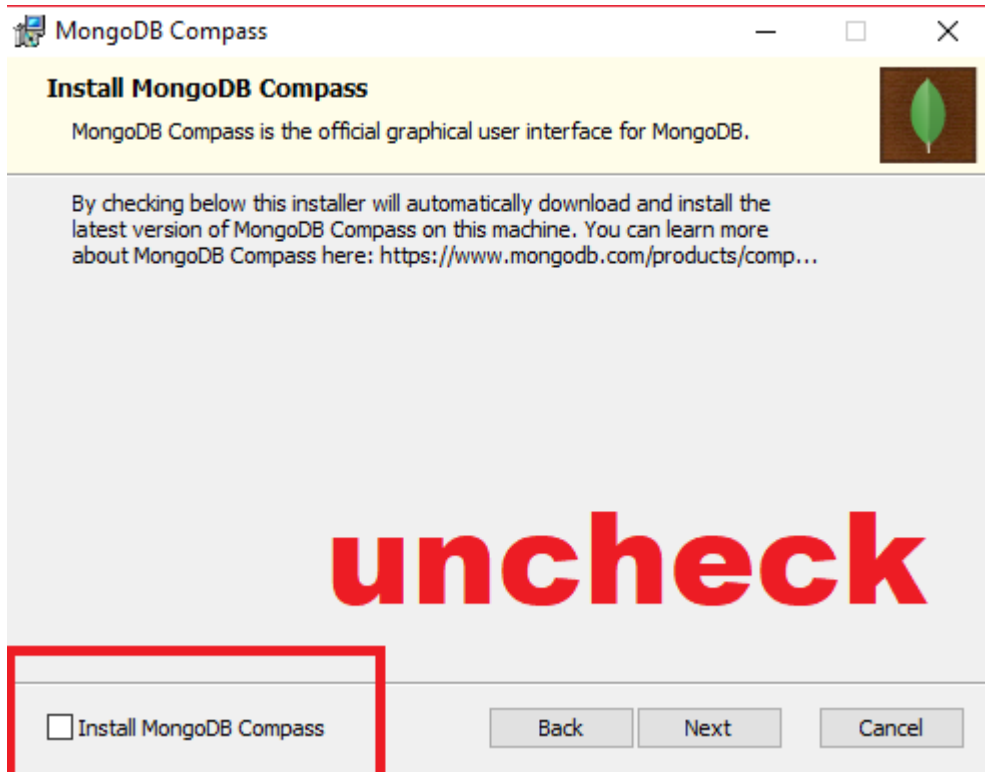 MongoDB Compass
Install MongoDB Compass
MongoDB Compass is the official graphical user interface for MongoDB.
By checking below this installer will automatically download and install the
latest version of MongoDB Compass on this machine. You can learn more
about MongoDB Compass here: https://www.mongodb.com/products/comp...
uncheck
Install MongoDB Compass
Back
Next
Cancel